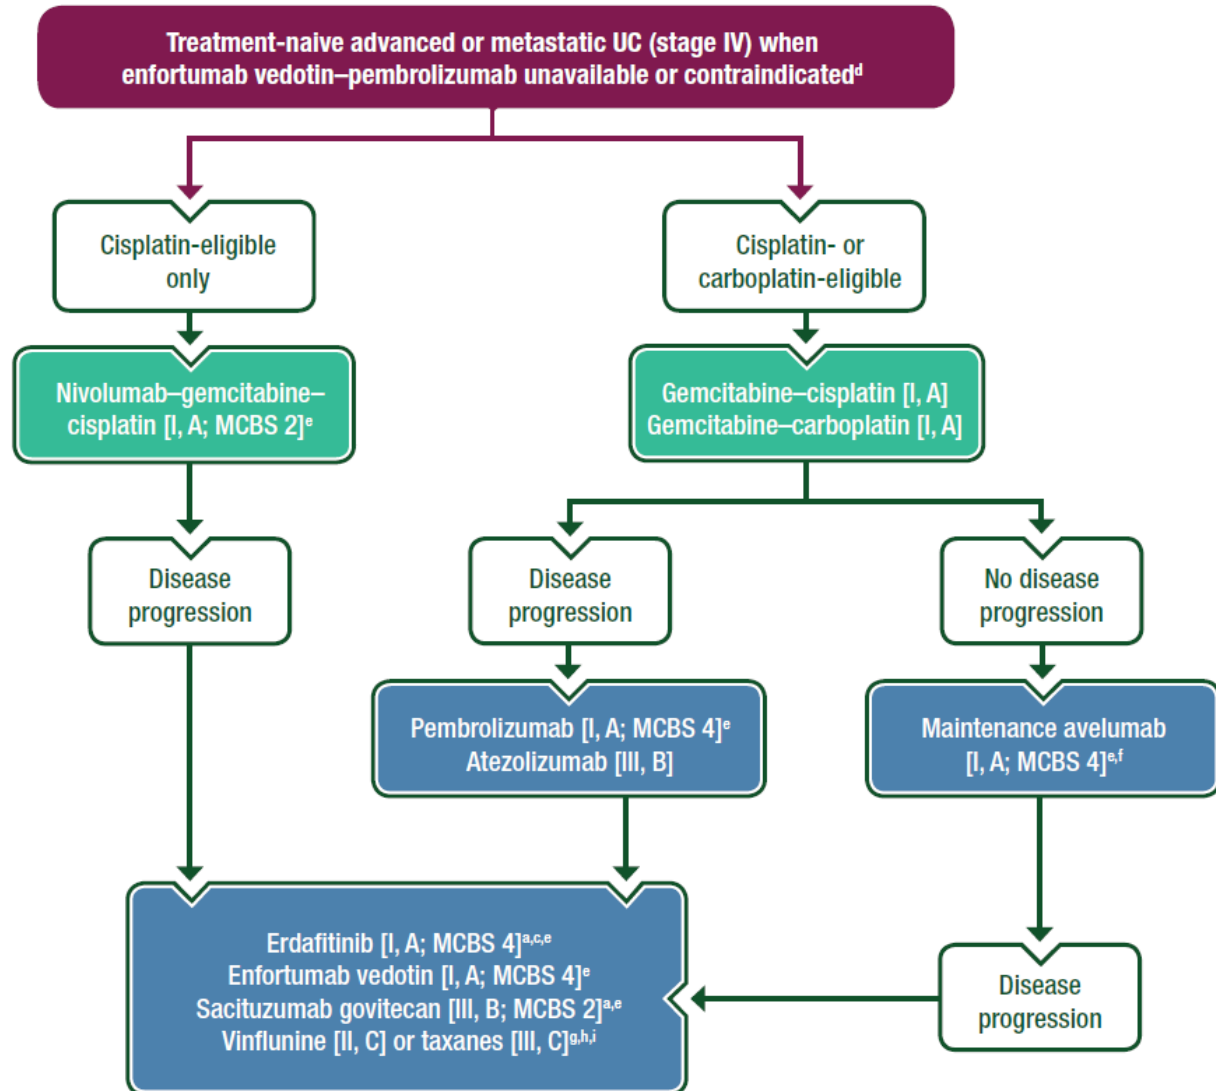 Treatment-naive advanced or metastatic UC (stage IV) when
enfortumab vedotin–pembrolizumab unavailable or contraindicatedᵈ
Cisplatin-eligible
only
Cisplatin- or
carboplatin-eligible
Nivolumab–gemcitabine–
cisplatin [I, A; MCBS 2]ᵉ
Gemcitabine–cisplatin [I, A]
Gemcitabine–carboplatin [I, A]
Disease
progression
Disease
progression
No disease
progression
Pembrolizumab [I, A; MCBS 4]ᵉ
Atezolizumab [III, B]
Maintenance avelumab
[I, A; MCBS 4]ᵉ,ᶠ
Erdafitinib [I, A; MCBS 4]ᵃ,ᶜ,ᵉ
Enfortumab vedotin [I, A; MCBS 4]ᵉ
Sacituzumab govitecan [III, B; MCBS 2]ᵃ,ᵉ
Vinflunine [II, C] or taxanes [III, C]ᵍ,ʰ,ⁱ
Disease
progression